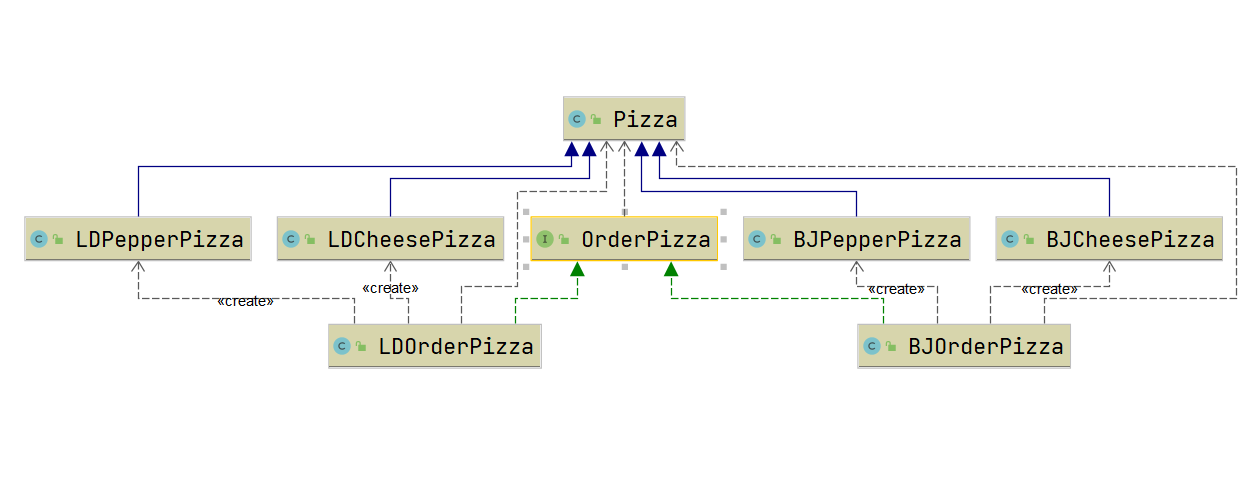 C Pizza
C LDPepperPizza
C LDCheesePizza
I OrderPizza
C BJPepperPizza
C BJCheesePizza
«create»
«create»
«create»
«create»
C LDOrderPizza
C BJOrderPizza